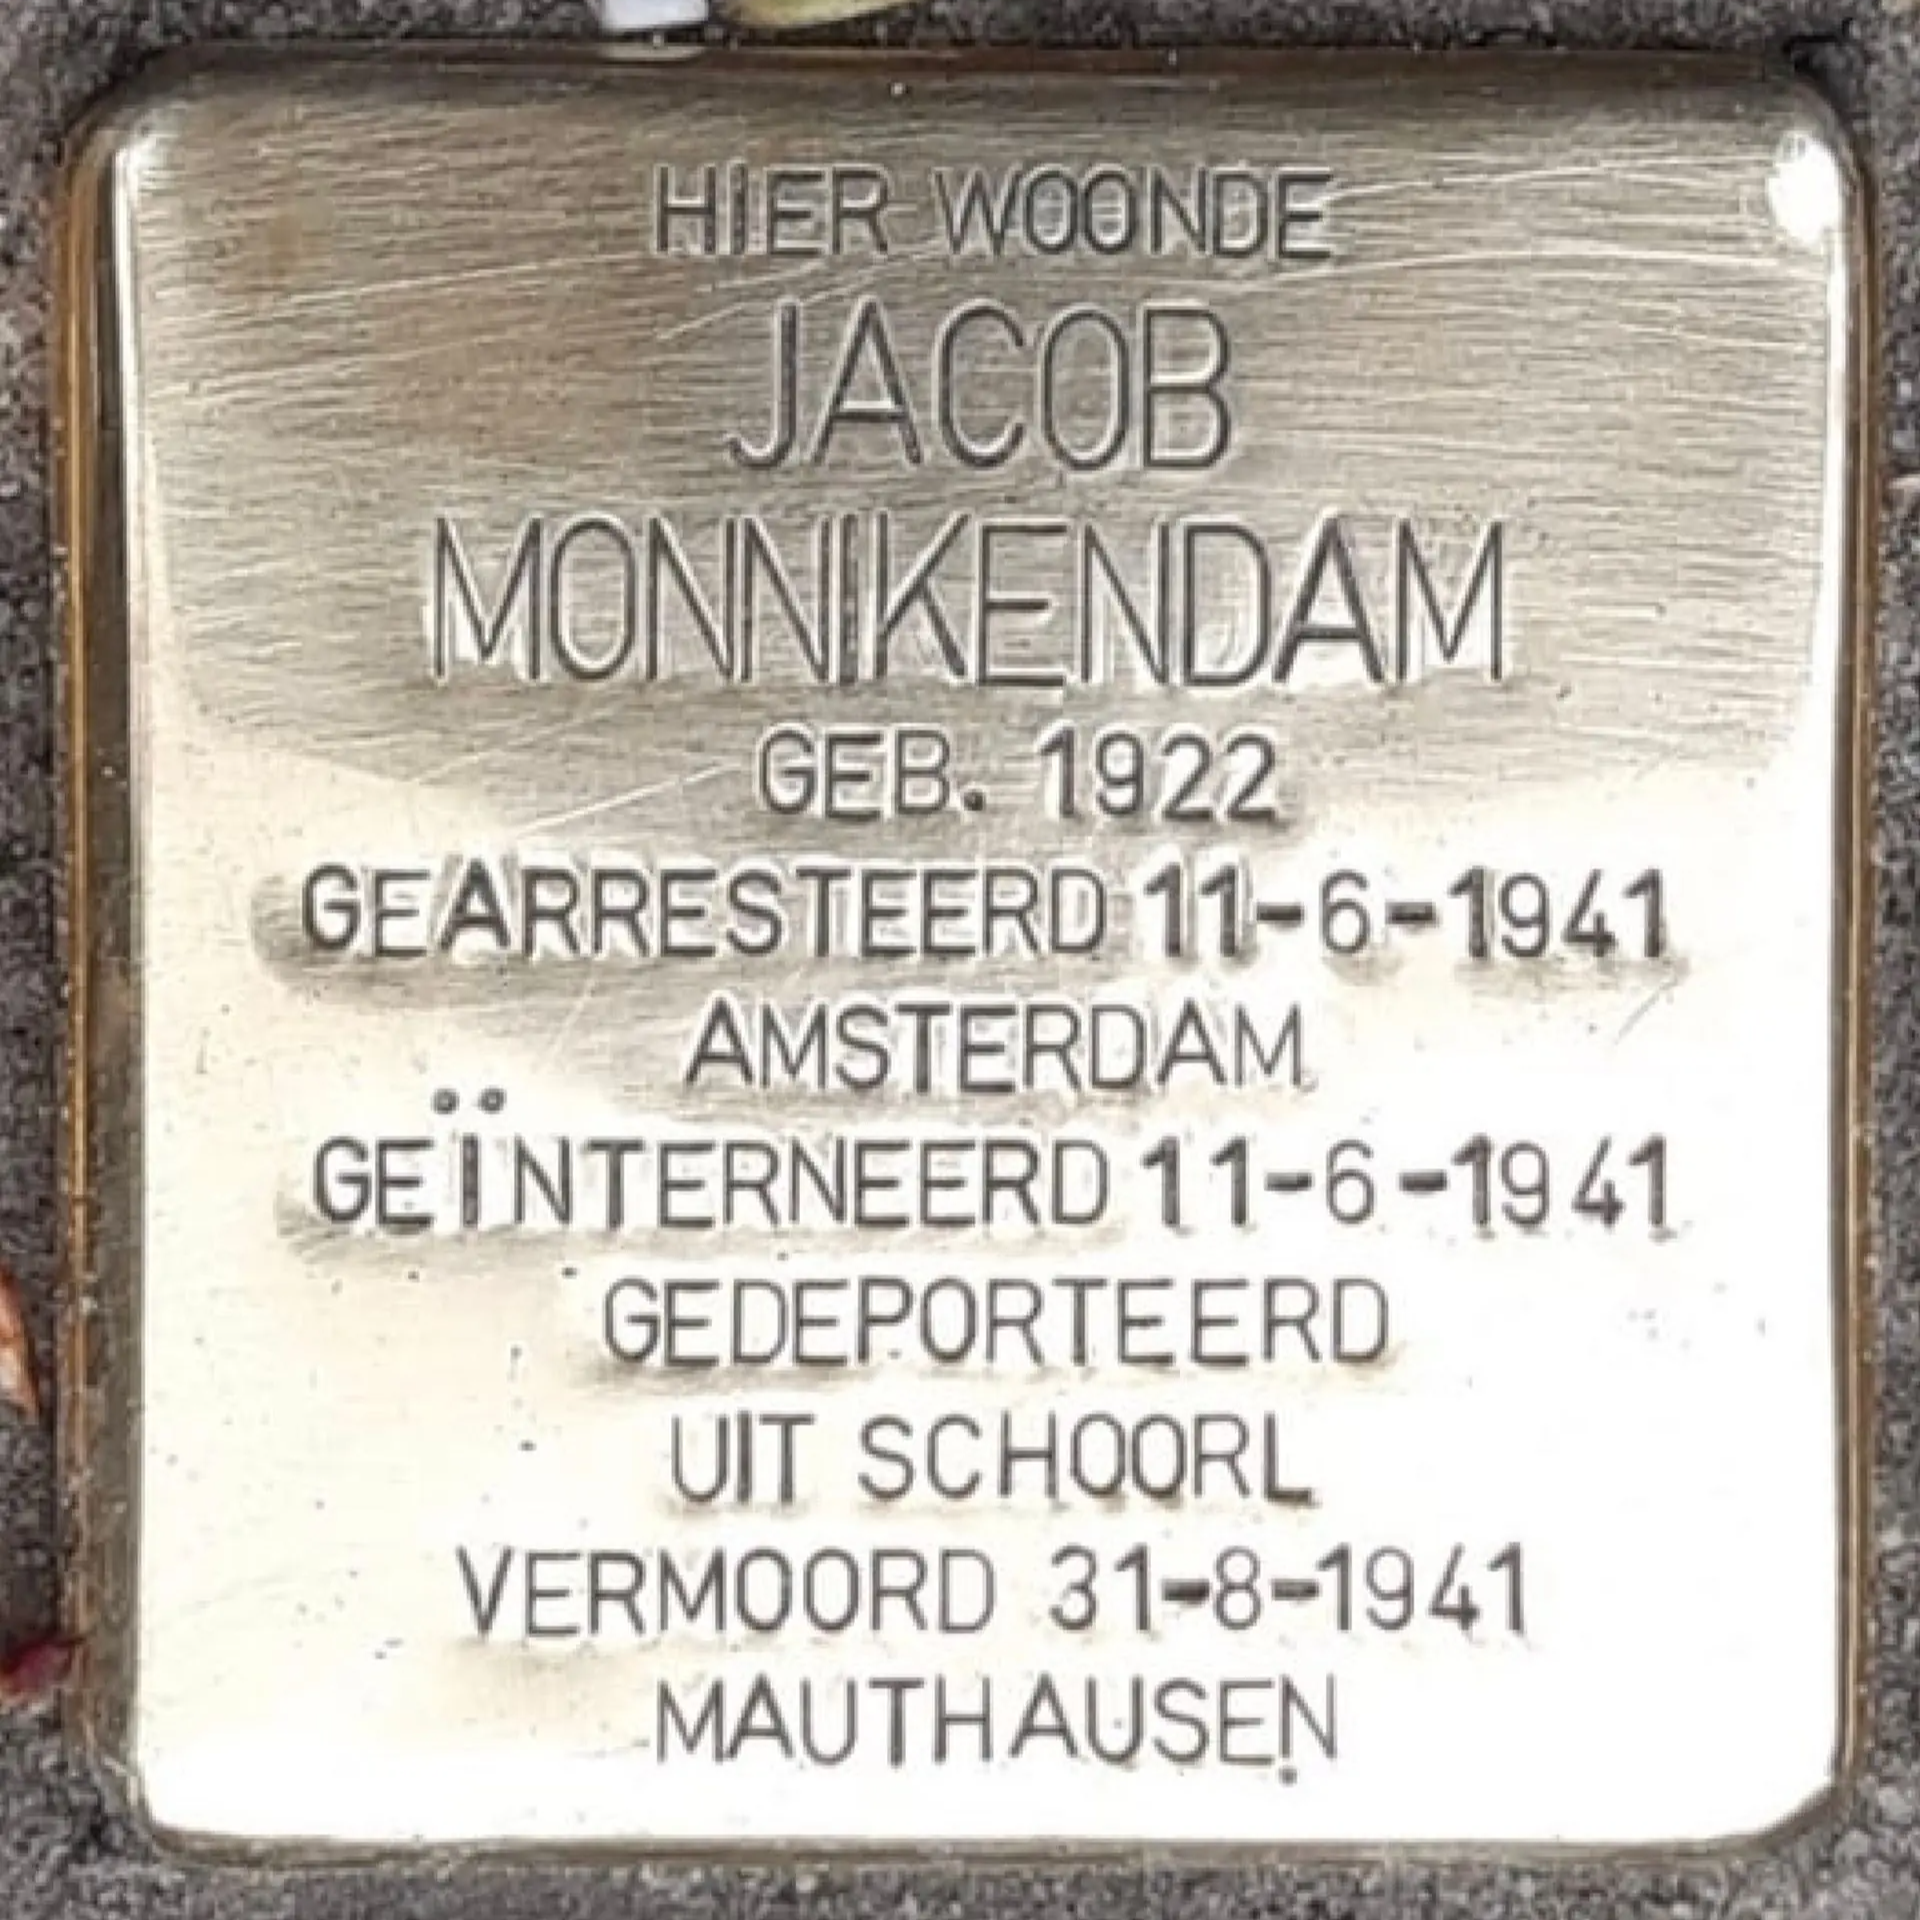 HIER WOONDE
JACOB
MONNIKENDAM
GEB. 1922
GEARRESTEERD 11-6-1941
AMSTERDAM
GEÏNTERNEERD 11-6-1941
GEDEPORTEERD
UIT SCHOORL
VERMOORD 31-8-1941
MAUTHAUSEN